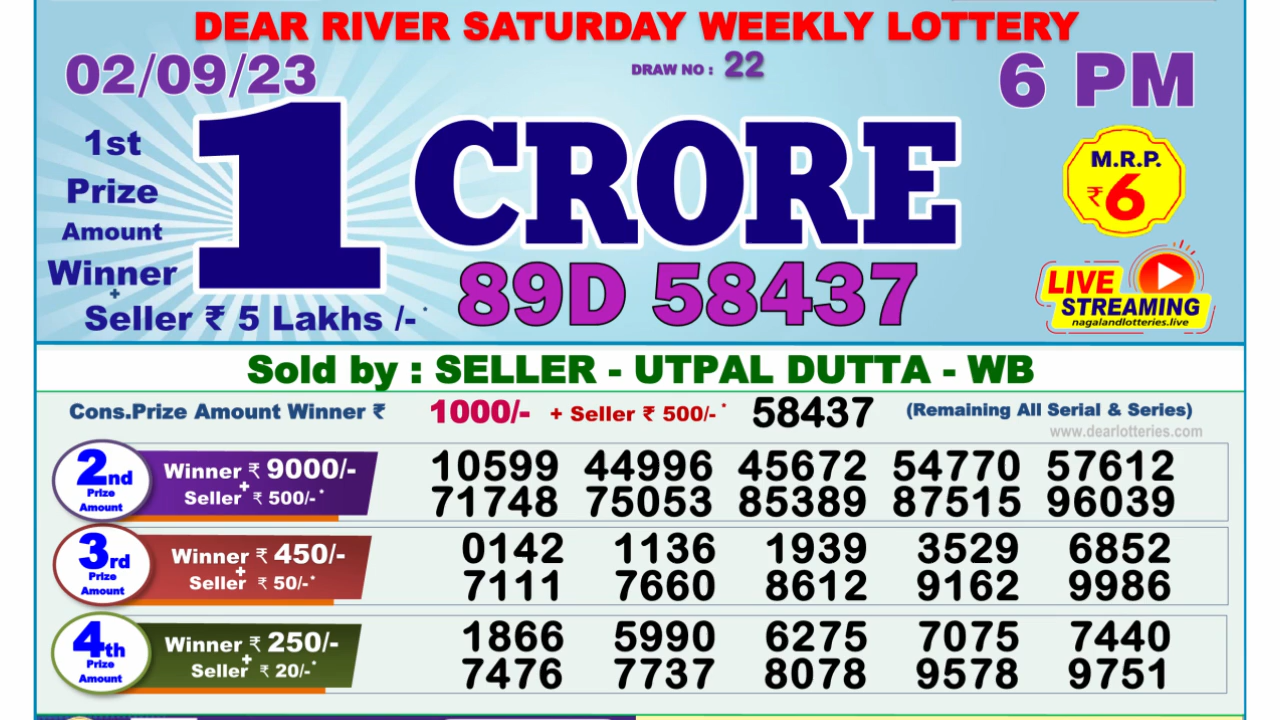 DEAR RIVER SATURDAY WEEKLY LOTTERY
02/09/23
DRAW NO : 22
6 PM
1st
Prize
Amount
Winner
+
Seller ₹ 5 Lakhs /- *
1 CRORE
89D 58437
M.R.P.
₹6
LIVE
STREAMING
nagalandlotteries.live
Sold by : SELLER - UTPAL DUTTA - WB
Cons.Prize Amount Winner ₹ 1000/- + Seller ₹ 500/- * 58437 (Remaining All Serial & Series)
www.dearlotteries.com
2nd
Prize
Amount
Winner ₹ 9000/-
+
Seller ₹ 500/- *
10599 44996 45672 54770 57612
71748 75053 85389 87515 96039
3rd
Prize
Amount
Winner ₹ 450/-
+
Seller ₹ 50/- *
0142 1136 1939 3529 6852
7111 7660 8612 9162 9986
4th
Prize
Amount
Winner ₹ 250/-
+
Seller ₹ 20/- *
1866 5990 6275 7075 7440
7476 7737 8078 9578 9751